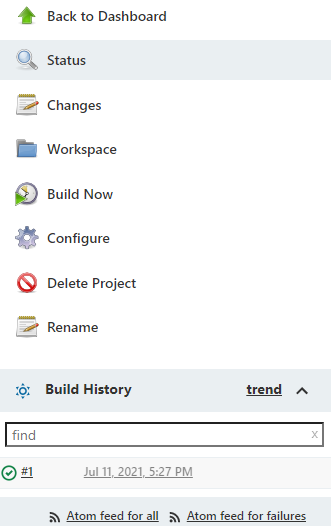 Back to Dashboard
Status
Changes
Workspace
Build Now
Configure
Delete Project
Rename
Build History trend
find x
#1 Jul 11, 2021, 5:27 PM
Atom feed for all Atom feed for failures